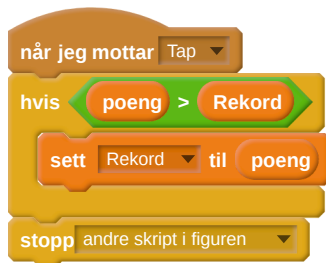 når jeg mottar Tap
hvis poeng > Rekord
sett Rekord til poeng
stopp andre skript i figuren